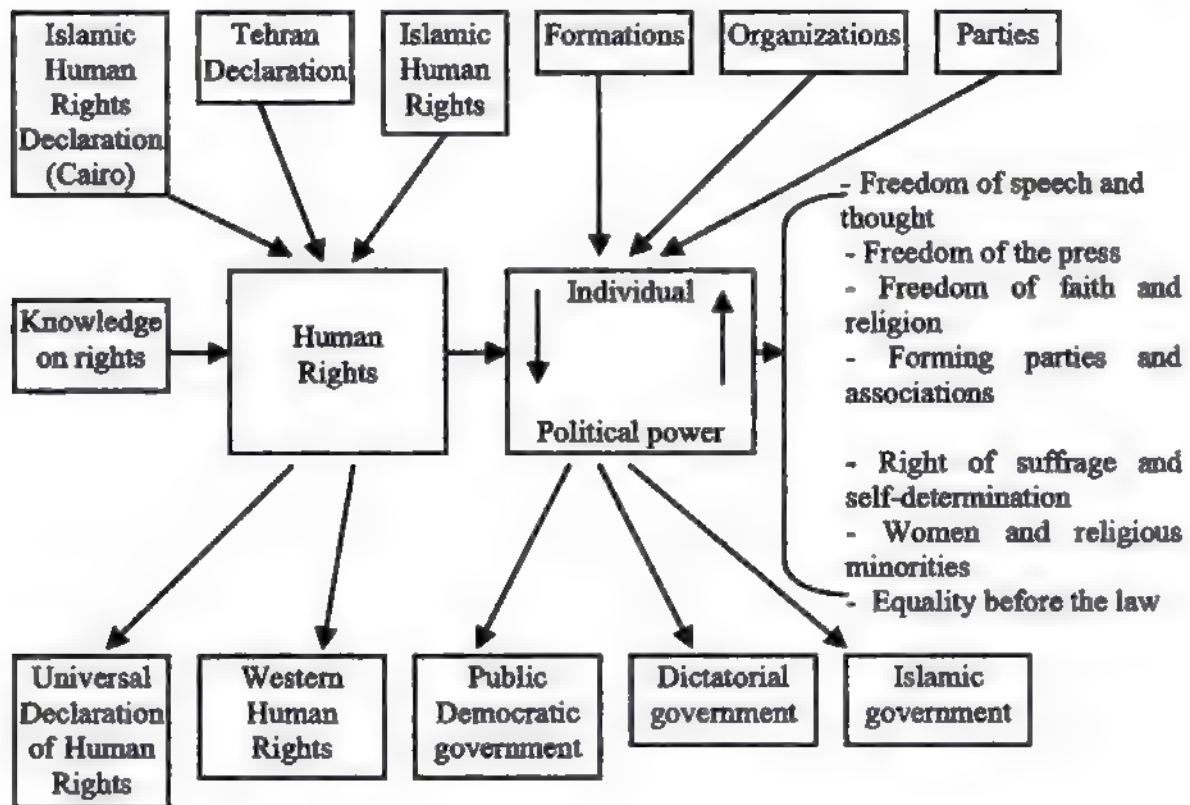 Islamic
Human
Rights
Declaration
(Cairo)
Tehran
Declaration
Islamic
Human
Rights
Formations
Organizations
Parties
Knowledge
on rights
Human
Rights
Individual
Political power
- Freedom of speech and
thought
- Freedom of the press
- Freedom of faith and
religion
- Forming parties and
associations
- Right of suffrage and
self-determination
- Women and religious
minorities
- Equality before the law
Universal
Declaration
of Human
Rights
Western
Human
Rights
Public
Democratic
government
Dictatorial
government
Islamic
government